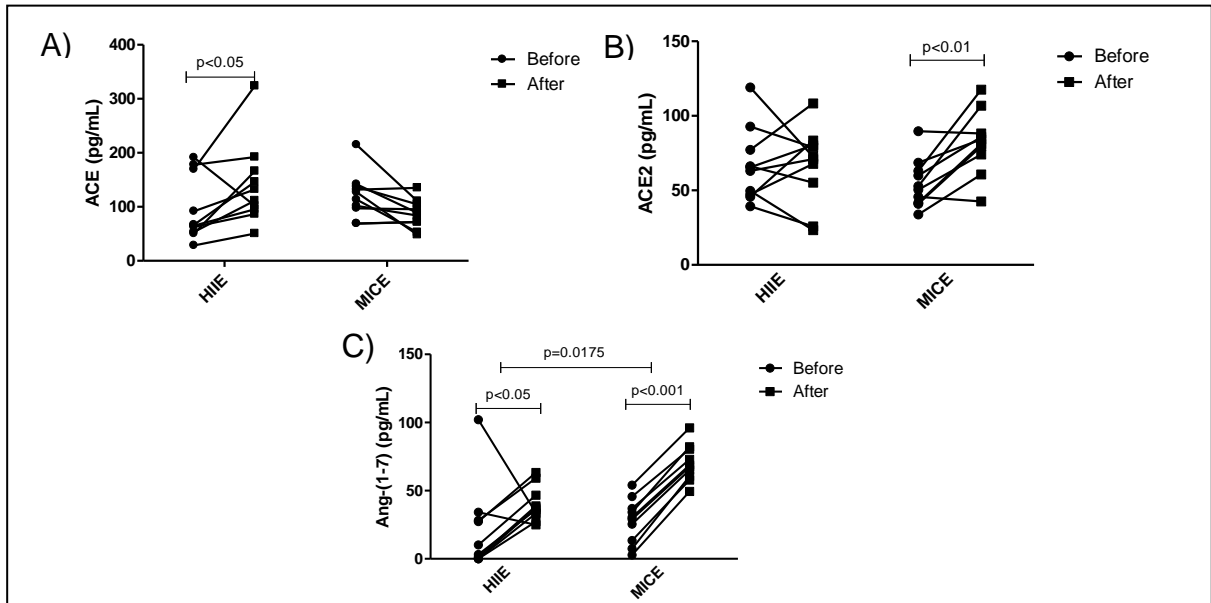 A)
400
300
200
100
0
ACE (pg/mL)
p<0.05
Before
After
HIIE
MICE
B)
150
100
50
0
ACE2 (pg/mL)
p<0.01
Before
After
HIIE
MICE
C)
150
100
50
0
Ang-(1-7) (pg/mL)
p=0.0175
p<0.05
p<0.001
Before
After
HIIE
MICE